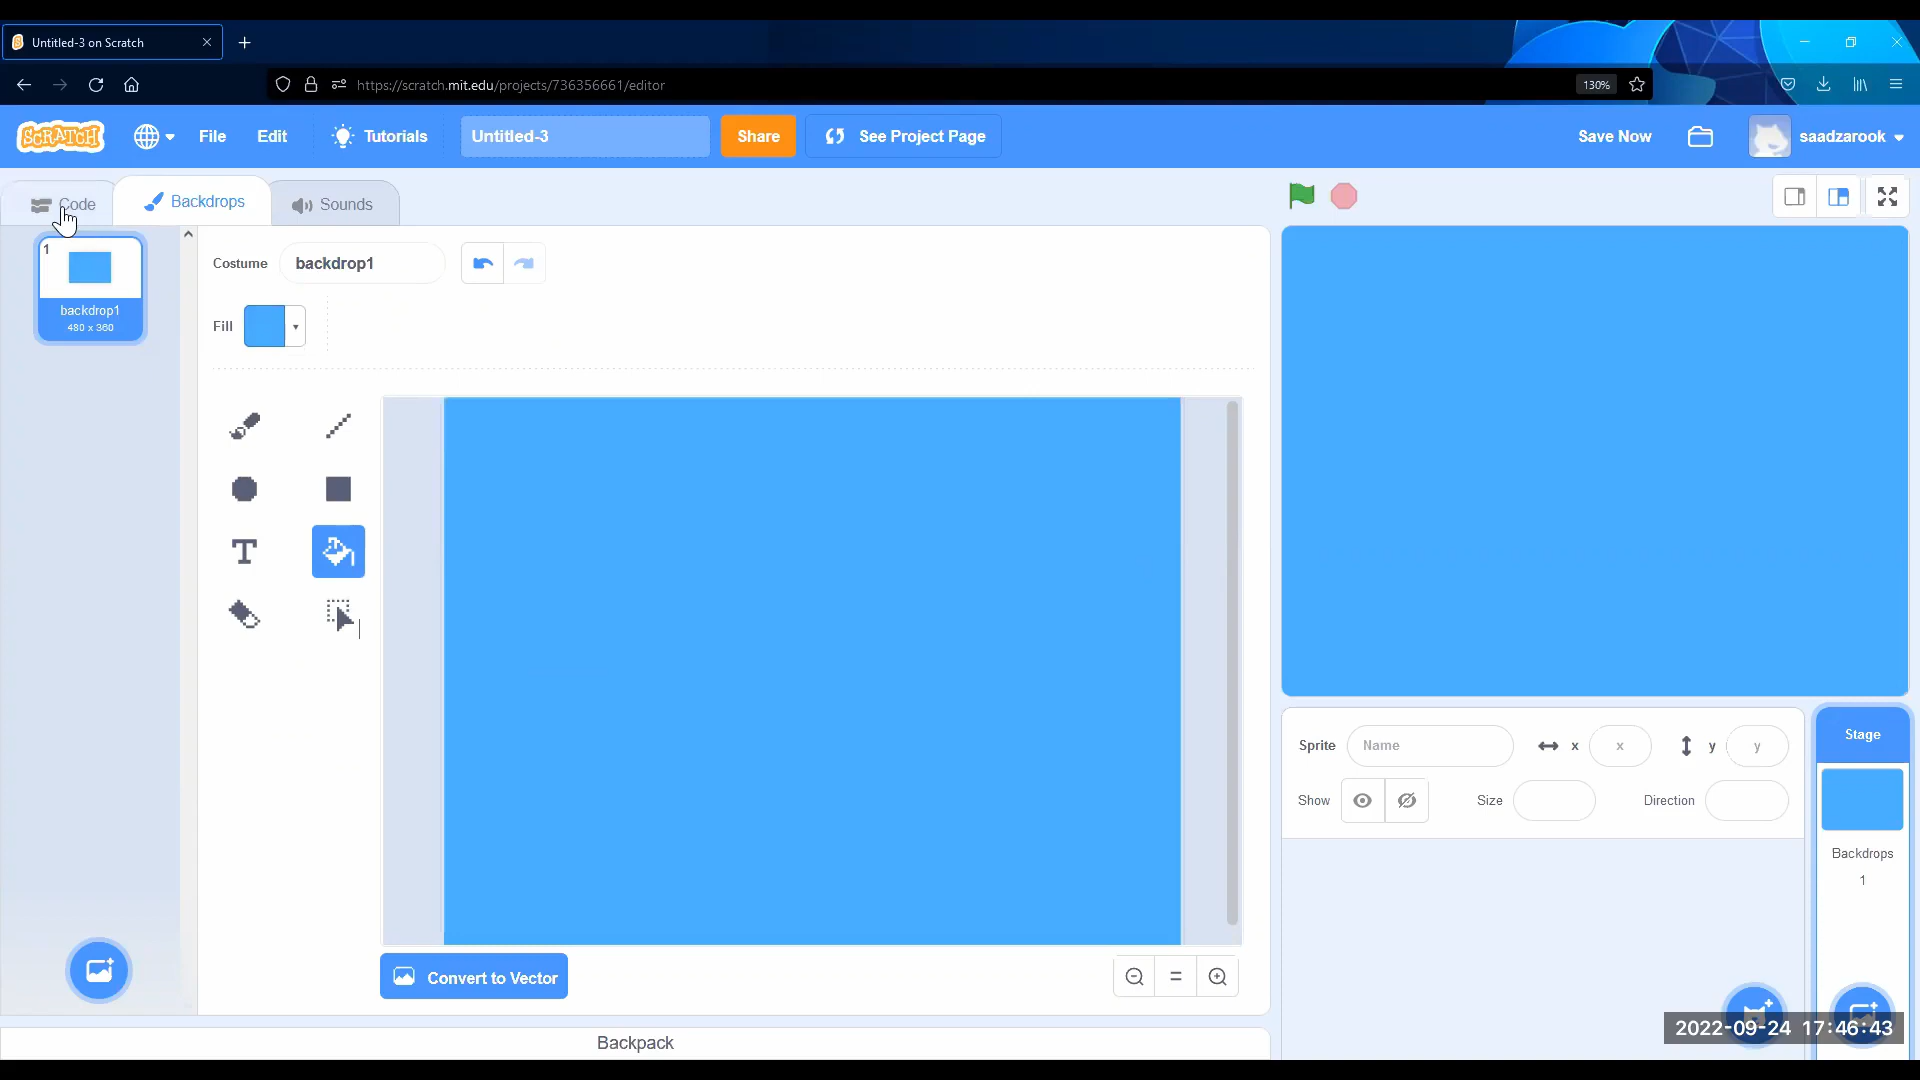 Untitled-3 on Scratch
https://scratch.mit.edu/projects/736356661/editor
130%
SCRATCH
File
Edit
Tutorials
Untitled-3
Share
See Project Page
Save Now
saadzarook
Code
Backdrops
Sounds
1
backdrop1
480 x 360
Costume
backdrop1
Fill
T
Convert to Vector
Backpack
Sprite
Name
x
x
y
y
Show
Size
Direction
Stage
Backdrops
1
2022-09-24 17:46:43